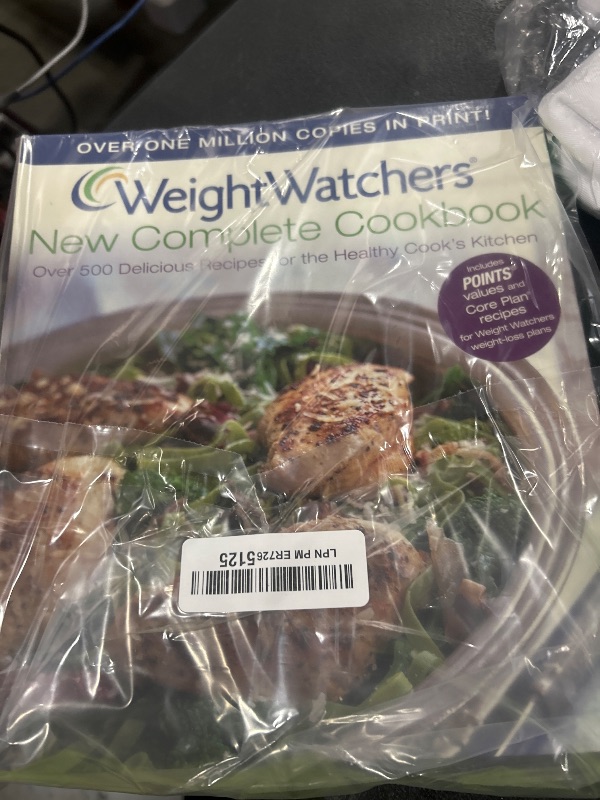 OVER ONE MILLION COPIES IN PRINT!
WeightWatchers®
New Complete Cookbook
Over 500 Delicious Recipes for the Healthy Cook's Kitchen
Includes
POINTS®
values and
Core Plan®
recipes
for Weight Watchers
weight-loss plans
LPN PM ER7265125